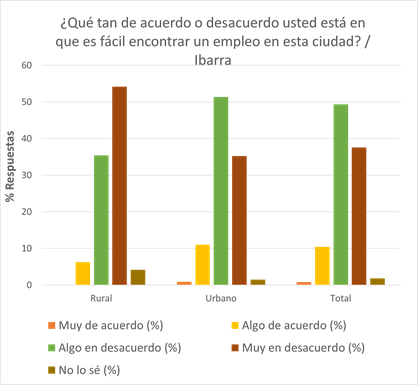 ¿Qué tan de acuerdo o desacuerdo usted está en
que es fácil encontrar un empleo en esta ciudad? /
Ibarra
% Respuestas
60
50
40
30
20
10
0
Rural
Urbano
Total
Muy de acuerdo (%)
Algo de acuerdo (%)
Algo en desacuerdo (%)
Muy en desacuerdo (%)
No lo sé (%)